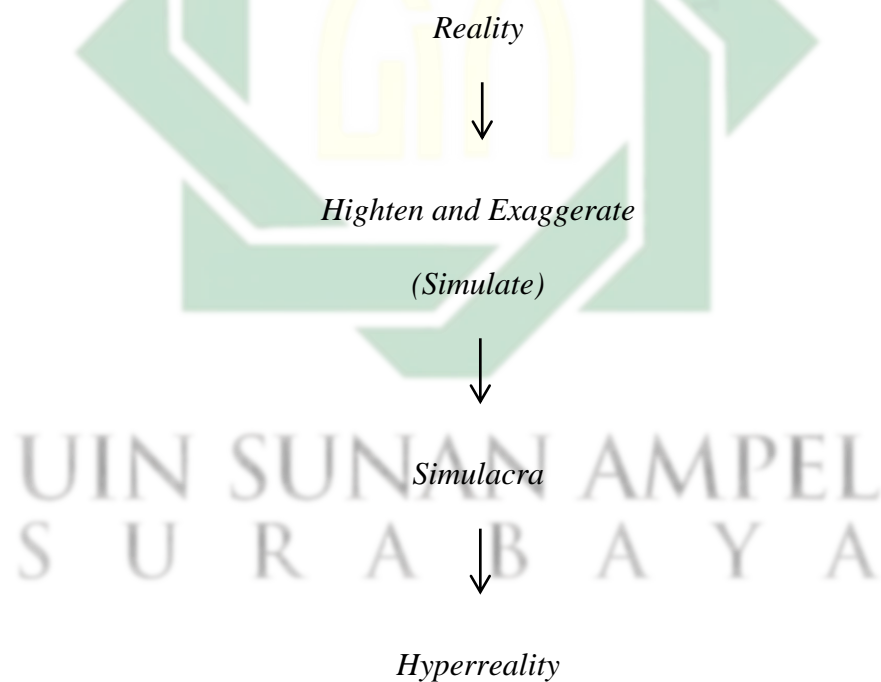 Reality
Highten and Exaggerate
(Simulate)
UIN SUNAN AMPEL
Simulacra
S U R A B A Y A
Hyperreality